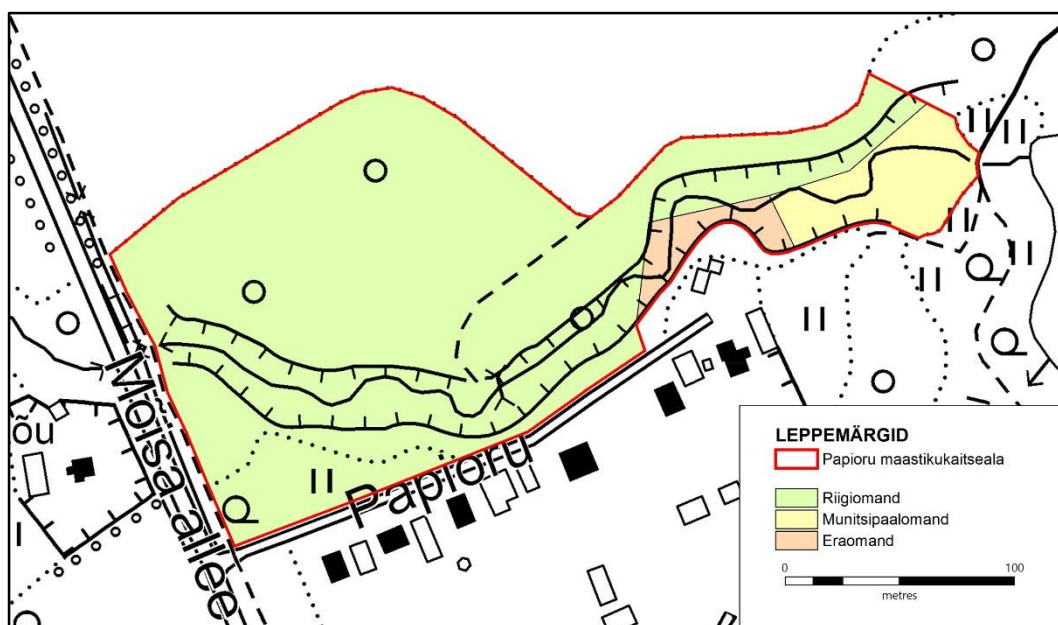 õu
Mõisa allee
Papioru
LEPPEMÄRGID
Papioru maastikukaitseala
Riigiomand
Munitsipaalomand
Eraomand
0 100
metres